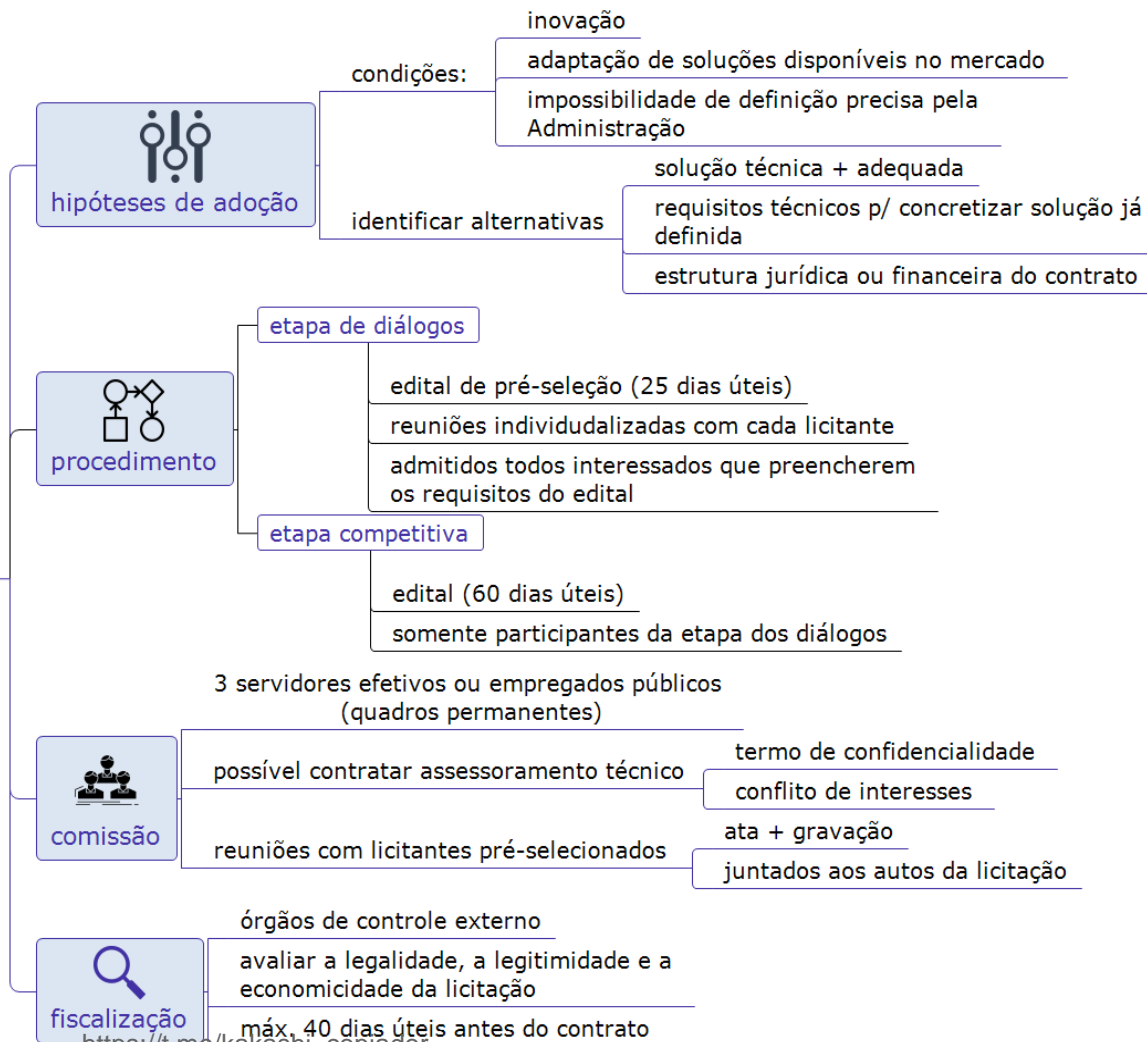 hipóteses de adoção
condições:
inovação
adaptação de soluções disponíveis no mercado
impossibilidade de definição precisa pela
Administração
identificar alternativas
solução técnica + adequada
requisitos técnicos p/ concretizar solução já
definida
estrutura jurídica ou financeira do contrato
procedimento
etapa de diálogos
edital de pré-seleção (25 dias úteis)
reuniões individudalizadas com cada licitante
admitidos todos interessados que preencherem
os requisitos do edital
etapa competitiva
edital (60 dias úteis)
somente participantes da etapa dos diálogos
comissão
3 servidores efetivos ou empregados públicos
(quadros permanentes)
possível contratar assessoramento técnico
termo de confidencialidade
conflito de interesses
reuniões com licitantes pré-selecionados
ata + gravação
juntados aos autos da licitação
fiscalização
órgãos de controle externo
avaliar a legalidade, a legitimidade e a
economicidade da licitação
máx. 40 dias úteis antes do contrato